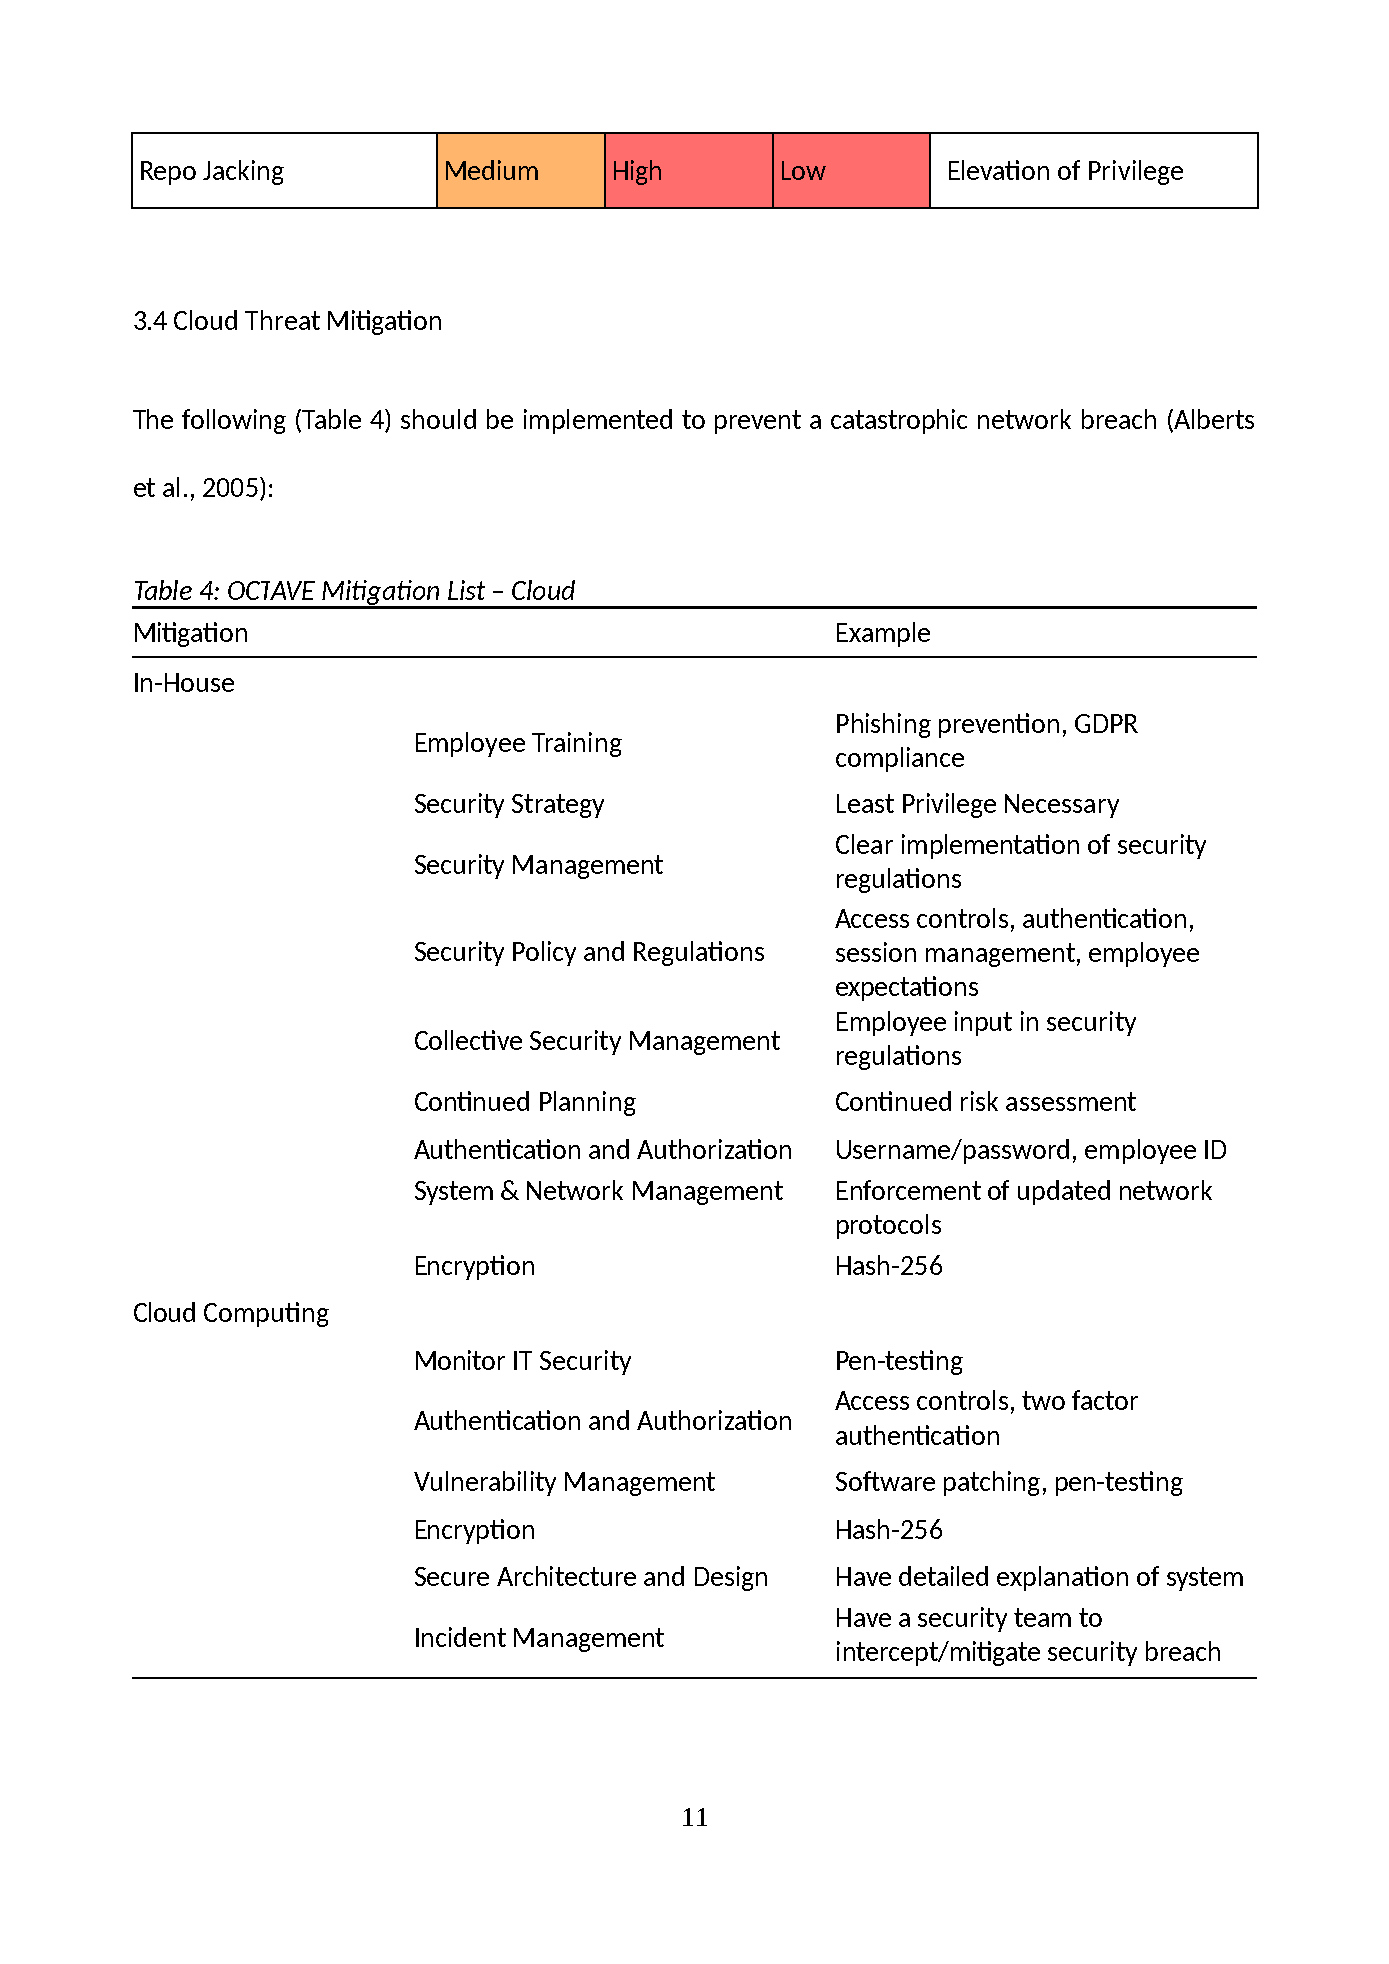 Repo Jacking Medium High Low Elevation of Privilege
3.4 Cloud Threat Mitigation
The following (Table 4) should be implemented to prevent a catastrophic network breach (Alberts
et al., 2005):
Table 4: OCTAVE Mitigation List – Cloud
Mitigation Example
In-House
Employee Training Phishing prevention, GDPR
compliance
Security Strategy Least Privilege Necessary
Security Management Clear implementation of security
regulations
Security Policy and Regulations Access controls, authentication,
session management, employee
expectations
Collective Security Management Employee input in security
regulations
Continued Planning Continued risk assessment
Authentication and Authorization Username/password, employee ID
System & Network Management Enforcement of updated network
protocols
Encryption Hash-256
Cloud Computing
Monitor IT Security Pen-testing
Authentication and Authorization Access controls, two factor
authentication
Vulnerability Management Software patching, pen-testing
Encryption Hash-256
Secure Architecture and Design Have detailed explanation of system
Incident Management Have a security team to
intercept/mitigate security breach
11